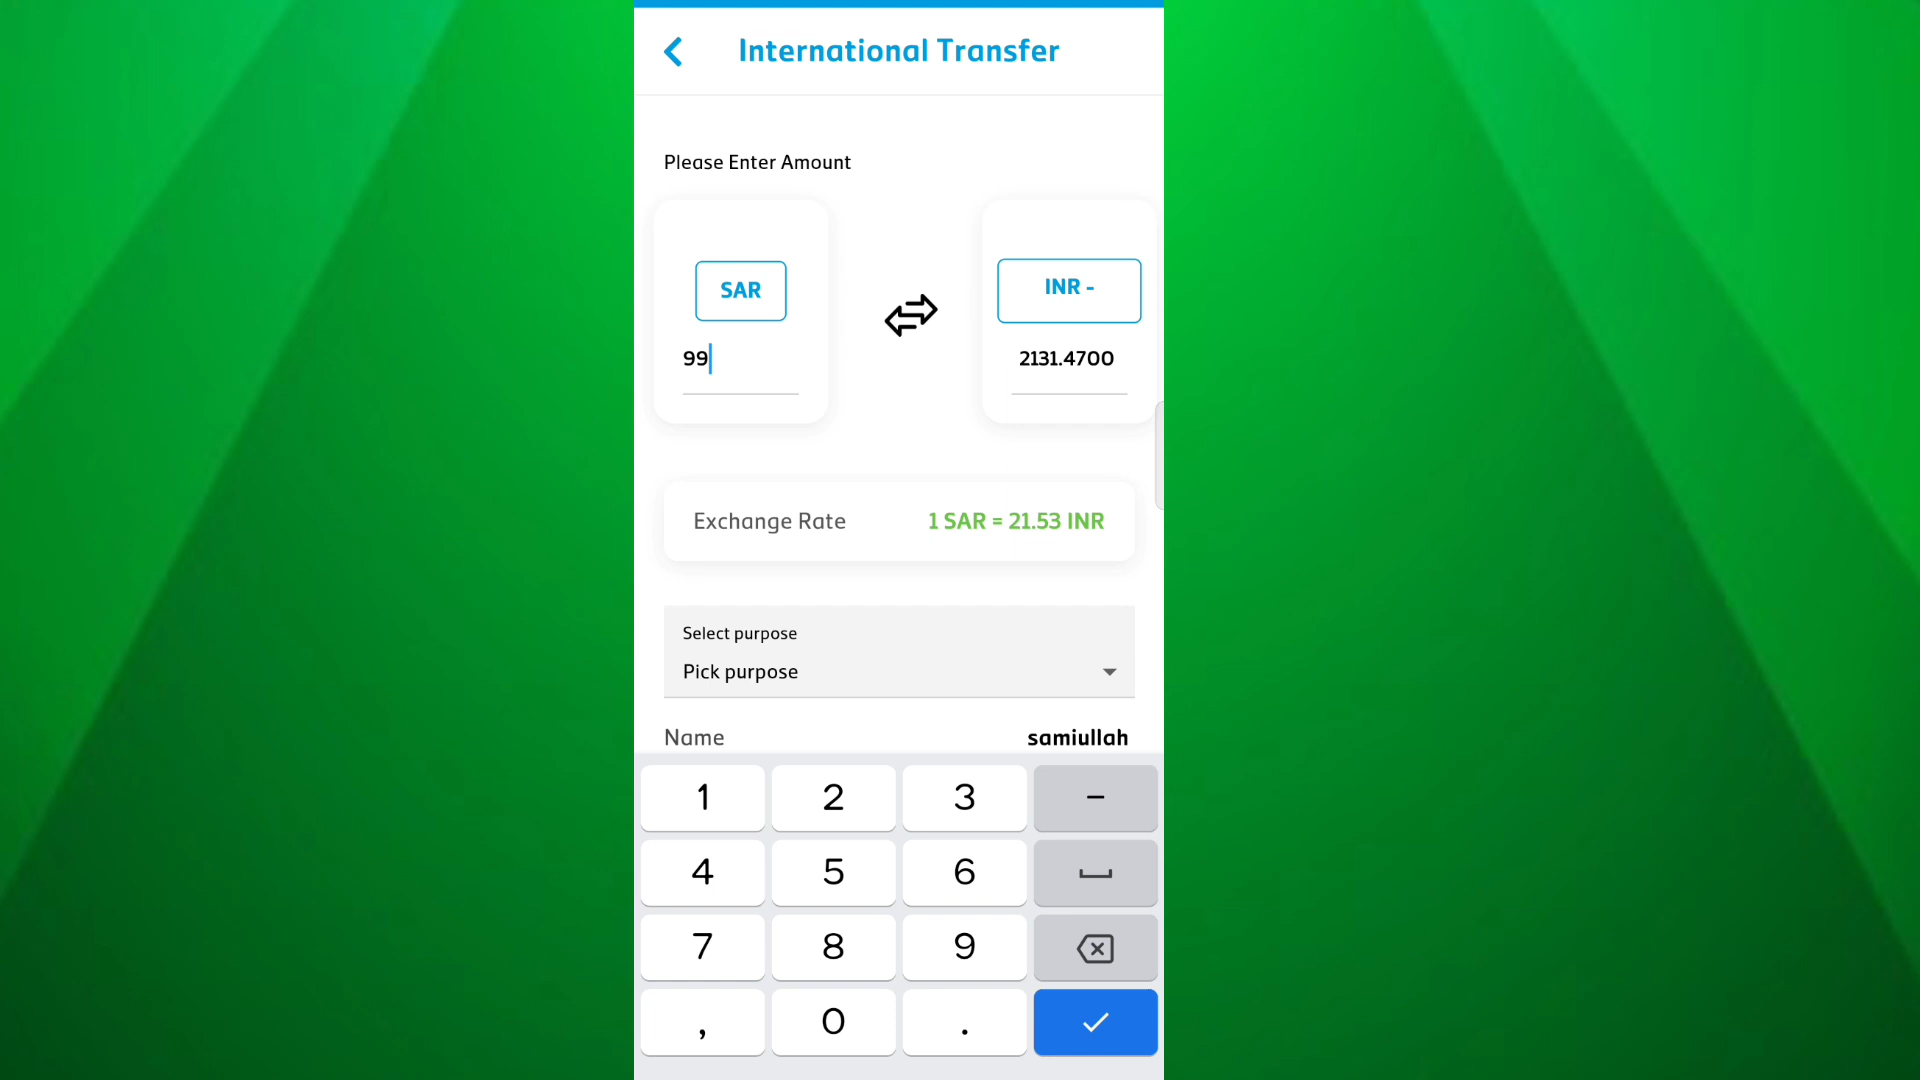 International Transfer
Please Enter Amount
SAR
INR -
99
2131.4700
Exchange Rate 1 SAR = 21.53 INR
Select purpose
Pick purpose
Name samiullah
1 2 3 -
4 5 6
7 8 9
, 0 .